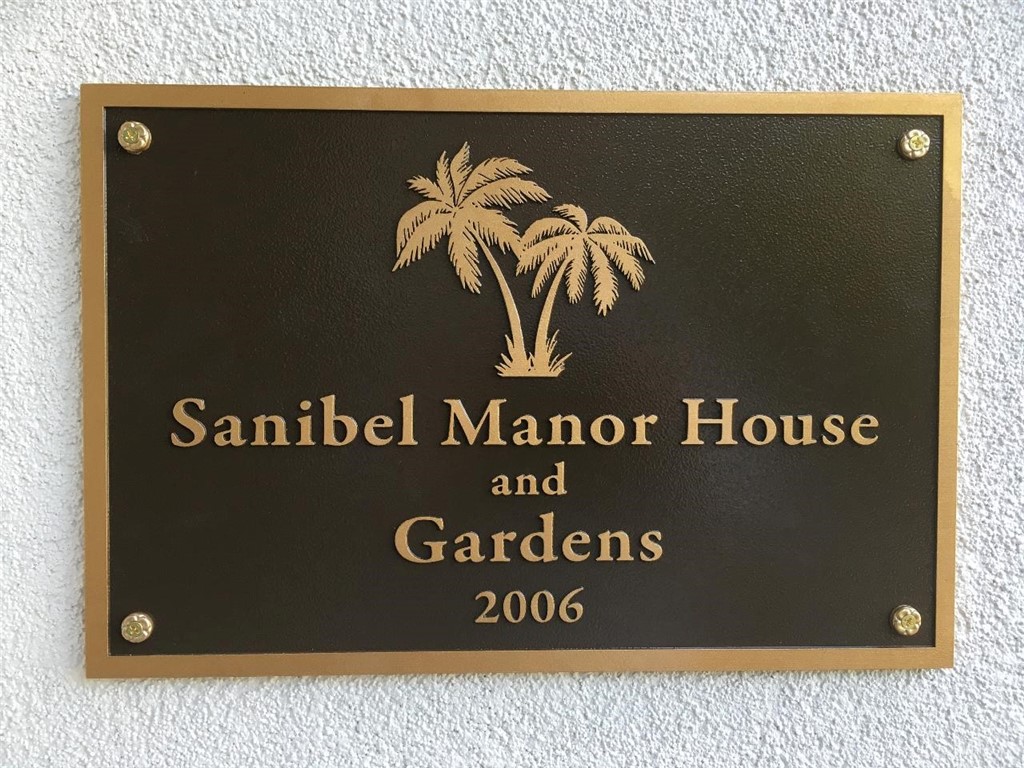 Sanibel Manor House
and
Gardens
2006